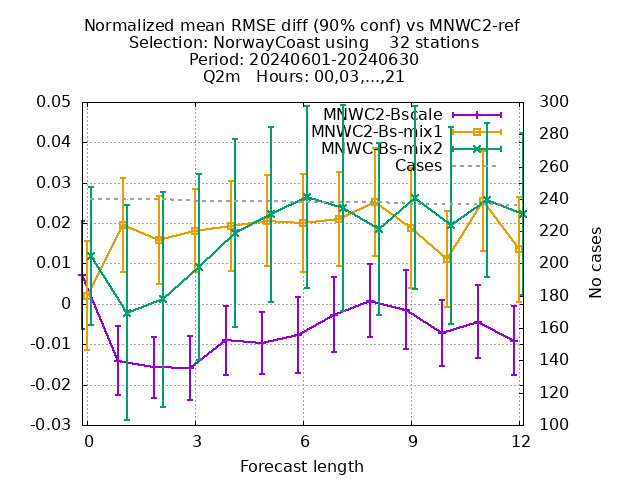 Normalized mean RMSE diff (90% conf) vs MNWC2-ref
Selection: NorwayCoast using 32 stations
Period: 20240601-20240630
Q2m Hours: 00,03,...,21
MNWC2-Bscale
MNWC2-Bs-mix1
MNWC-Bs-mix2
Cases
0.05
0.04
0.03
0.02
0.01
0
-0.01
-0.02
-0.03
300
280
260
240
220
200
180
160
140
120
100
No cases
0 3 6 9 12
Forecast length